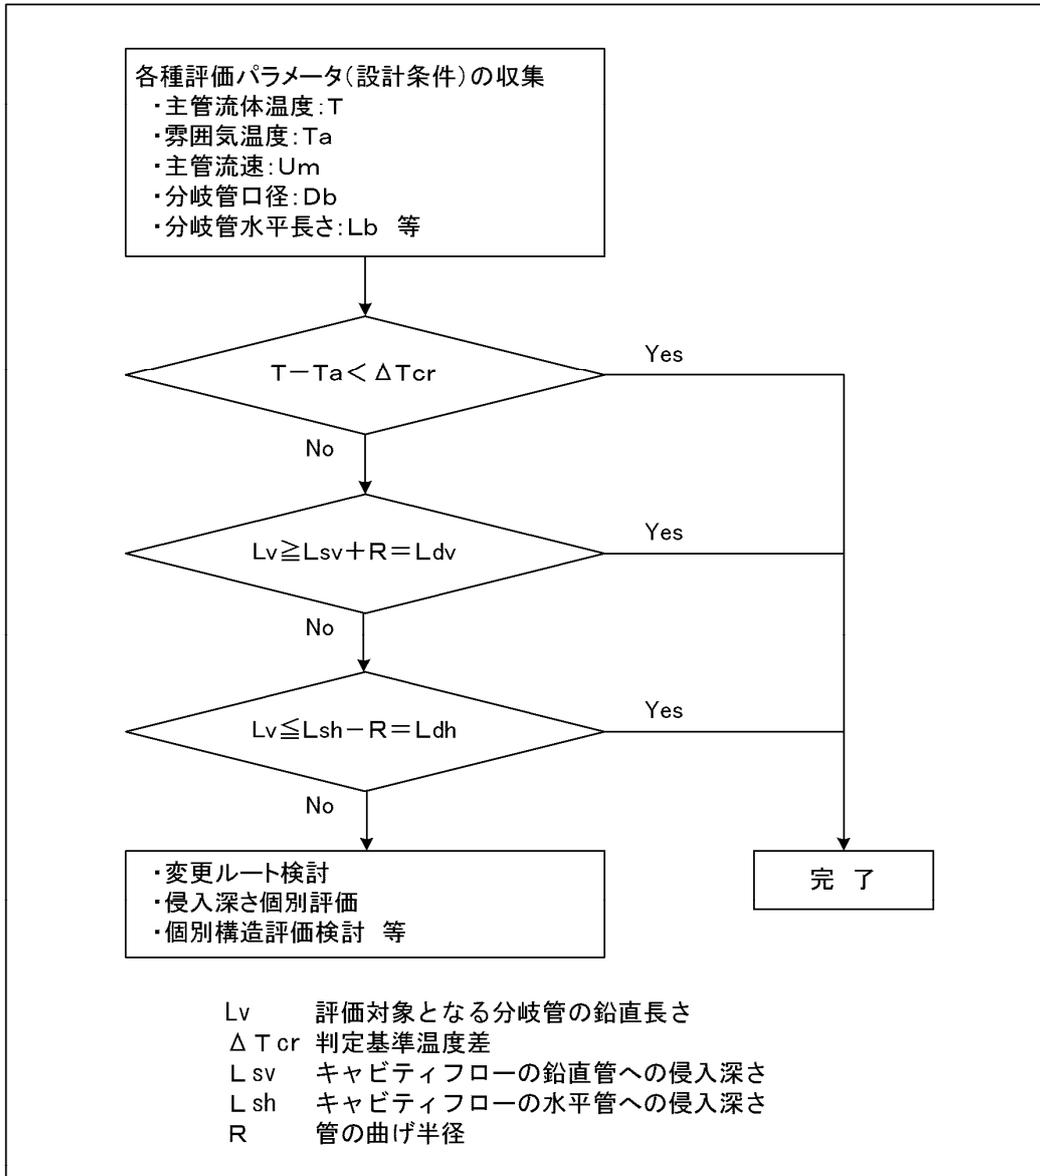 各種評価パラメータ(設計条件)の収集
・主管流体温度:T
・雰囲気温度:Ta
・主管流速:Um
・分岐管口径:Db
・分岐管水平長さ:Lb 等
T－Ta＜ΔTcr
Yes
No
Lv≧Lsv＋R＝Ldv
Yes
No
Lv≦Lsh－R＝Ldh
Yes
No
・変更ルート検討
・侵入深さ個別評価
・個別構造評価検討 等
完 了
Lv 評価対象となる分岐管の鉛直長さ
ΔTcr 判定基準温度差
Lsv キャビティフローの鉛直管への侵入深さ
Lsh キャビティフローの水平管への侵入深さ
R 管の曲げ半径